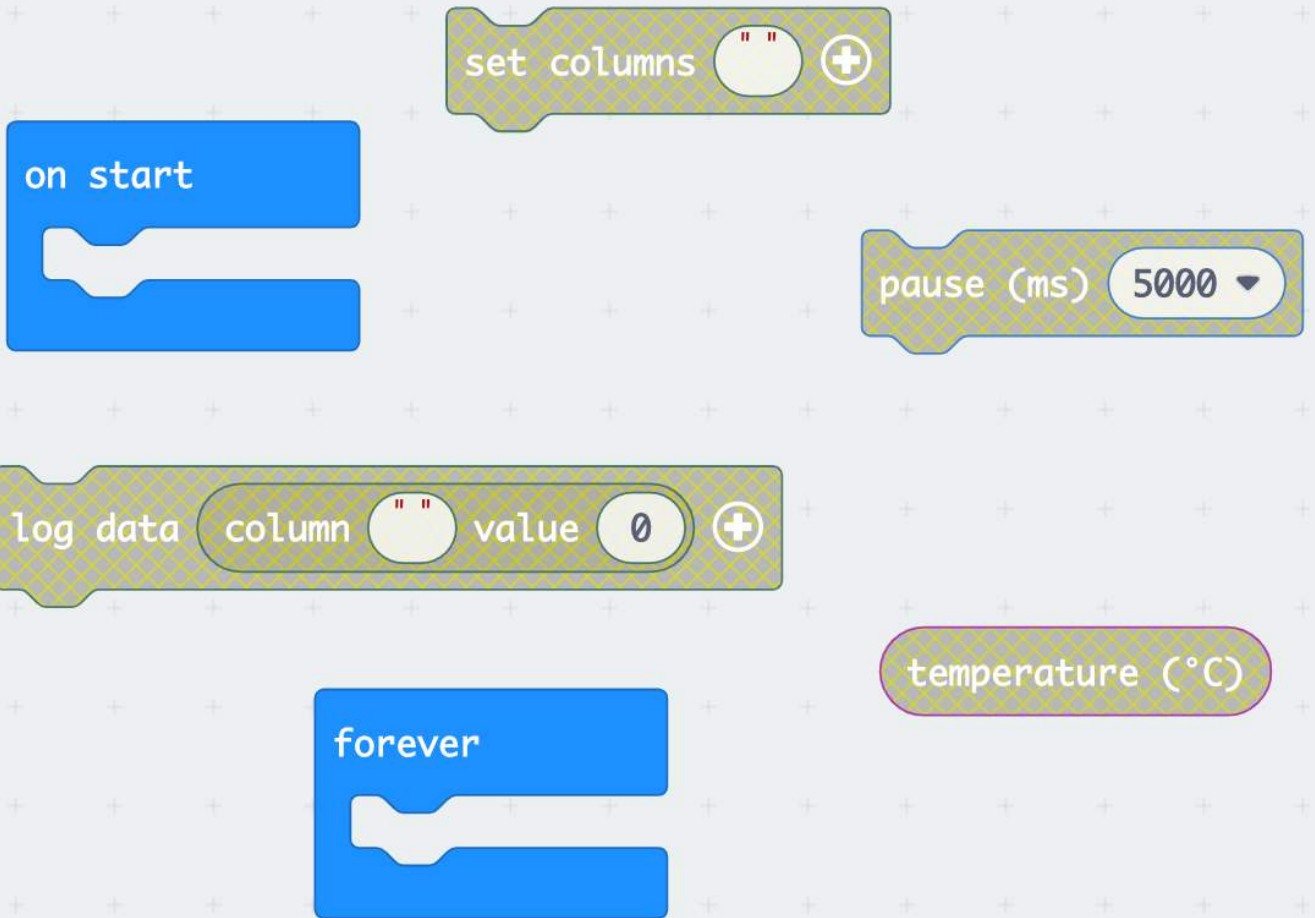 set columns " "
on start
pause (ms) 5000
log data column " " value 0
temperature (°C)
forever